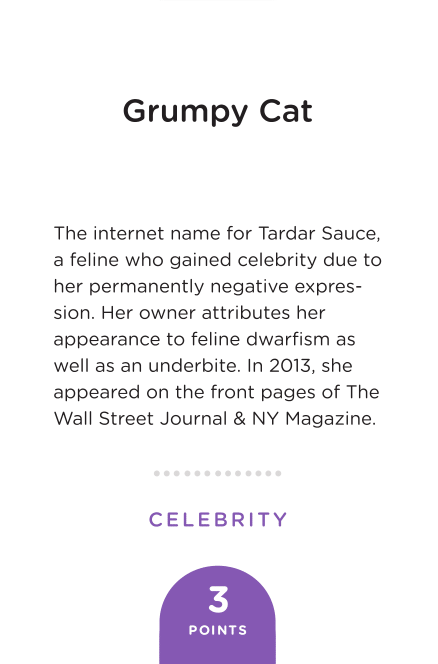 Grumpy Cat
The internet name for Tardar Sauce,
a feline who gained celebrity due to
her permanently negative expres-
sion. Her owner attributes her
appearance to feline dwarfism as
well as an underbite. In 2013, she
appeared on the front pages of The
Wall Street Journal & NY Magazine.
CELEBRITY
3
POINTS